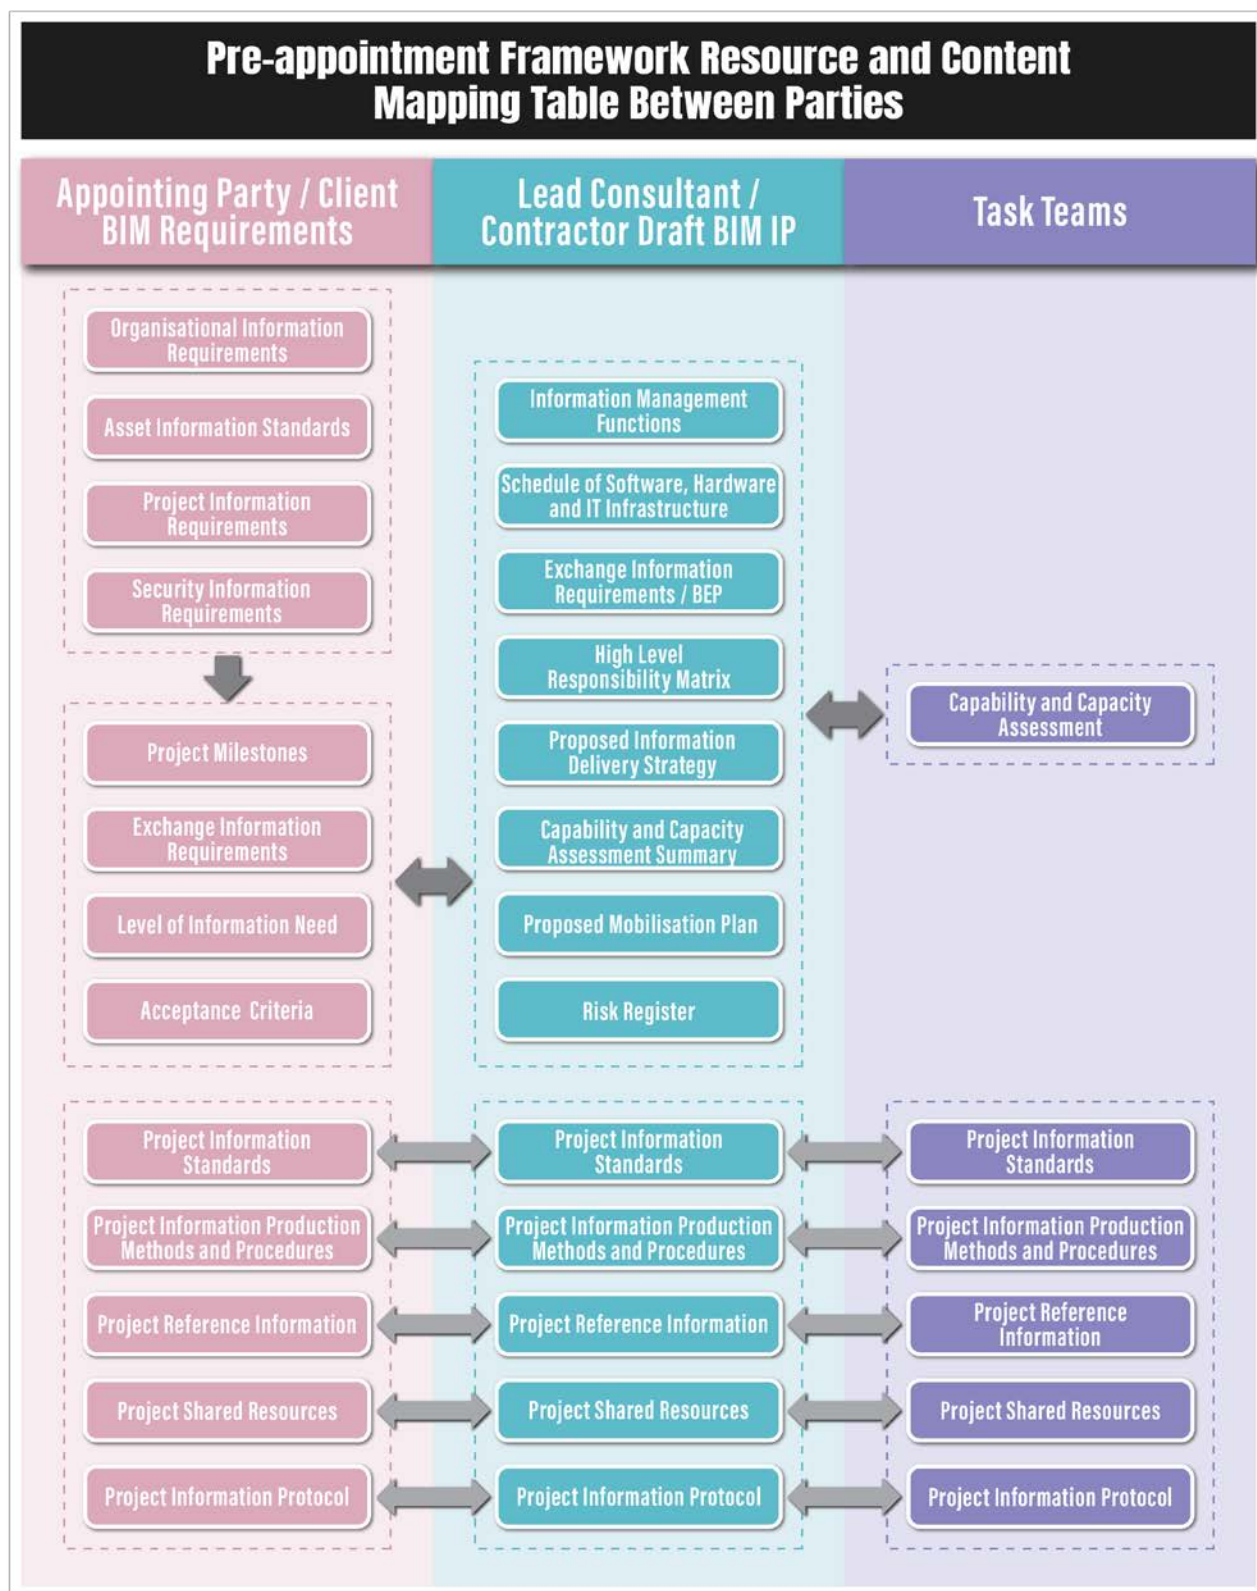 Pre-appointment Framework Resource and Content
Mapping Table Between Parties
Appointing Party / Client
BIM Requirements
Organisational Information
Requirements
Asset Information Standards
Project Information
Requirements
Security Information
Requirements
Project Milestones
Exchange Information
Requirements
Level of Information Need
Acceptance Criteria
Project Information
Standards
Project Information Production
Methods and Procedures
Project Reference Information
Project Shared Resources
Project Information Protocol
Lead Consultant /
Contractor Draft BIM IP
Information Management
Functions
Schedule of Software, Hardware
and IT Infrastructure
Exchange Information
Requirements / BEP
High Level
Responsibility Matrix
Proposed Information
Delivery Strategy
Capability and Capacity
Assessment Summary
Proposed Mobilisation Plan
Risk Register
Project Information
Standards
Project Information Production
Methods and Procedures
Project Reference Information
Project Shared Resources
Project Information Protocol
Task Teams
Capability and Capacity
Assessment
Project Information
Standards
Project Information Production
Methods and Procedures
Project Reference
Information
Project Shared Resources
Project Information Protocol